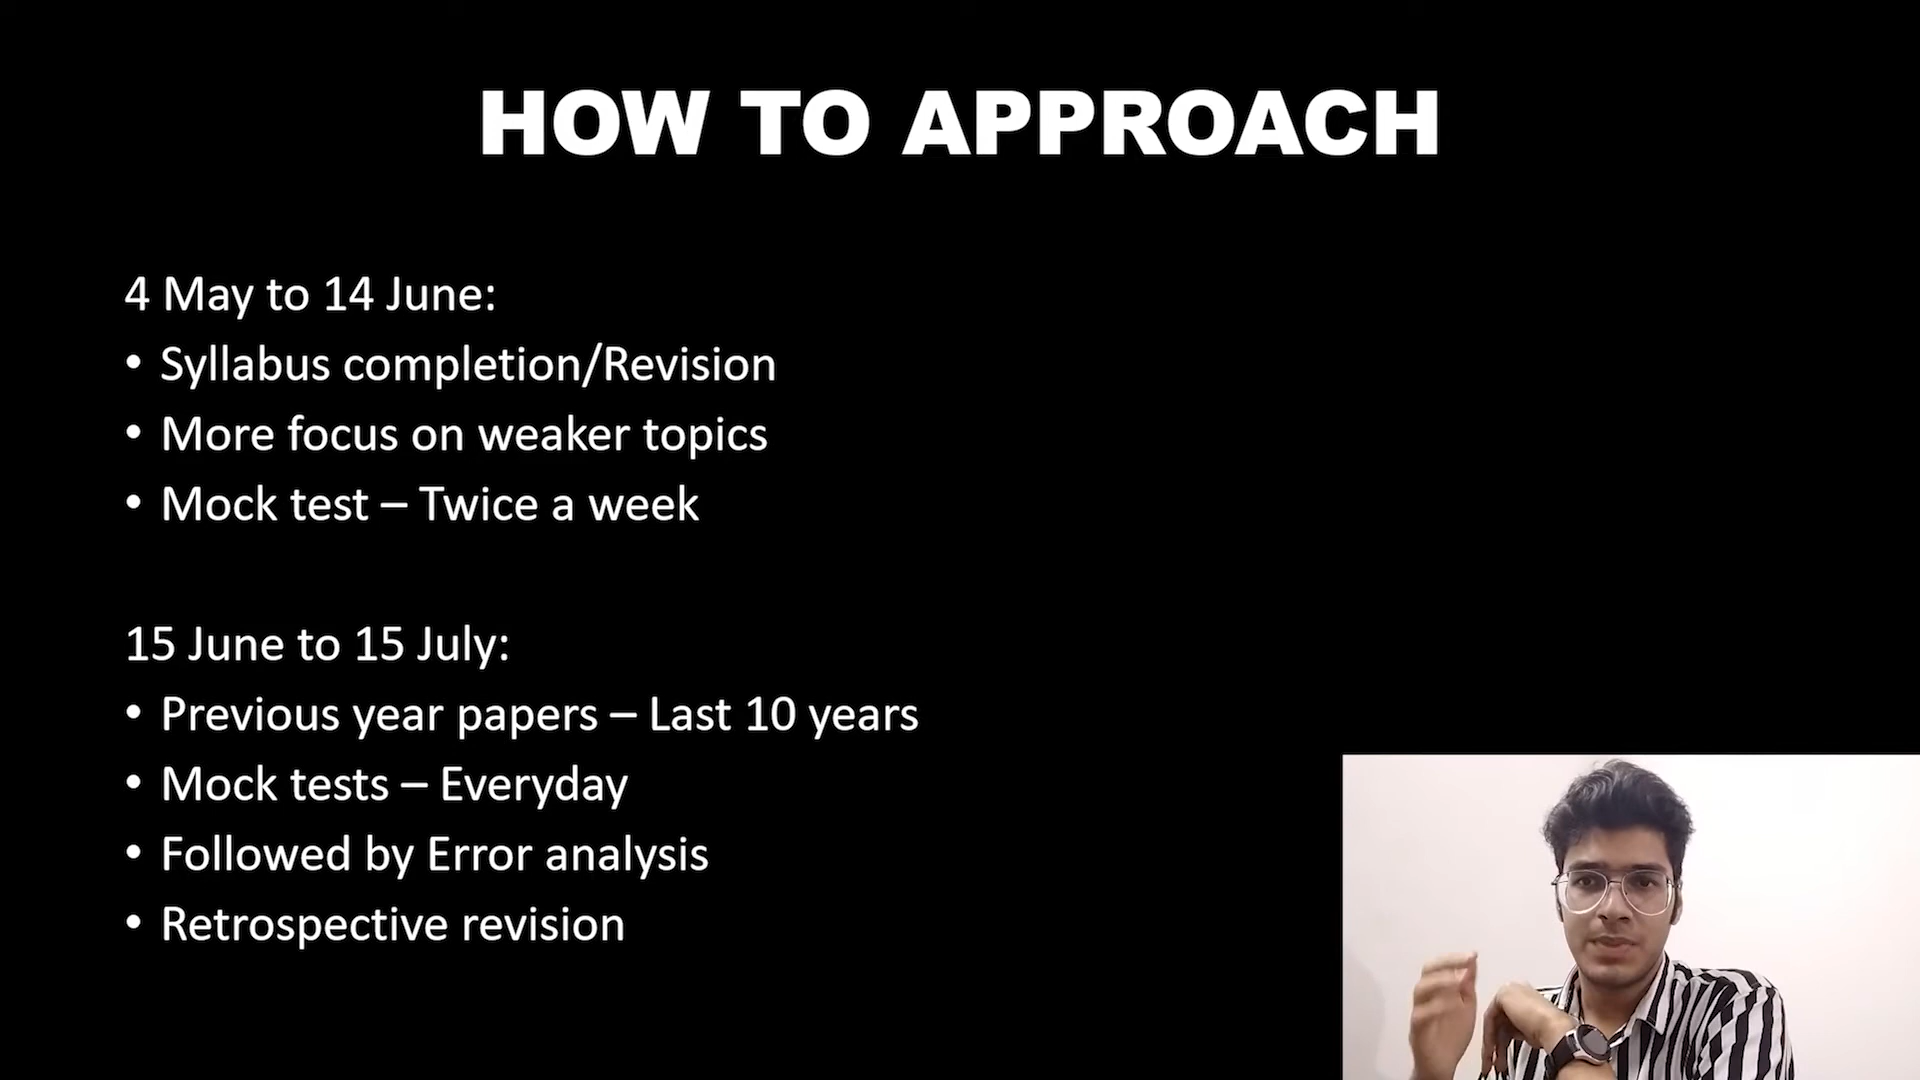 HOW TO APPROACH
4 May to 14 June:
• Syllabus completion/Revision
• More focus on weaker topics
• Mock test – Twice a week
15 June to 15 July:
• Previous year papers – Last 10 years
• Mock tests – Everyday
• Followed by Error analysis
• Retrospective revision